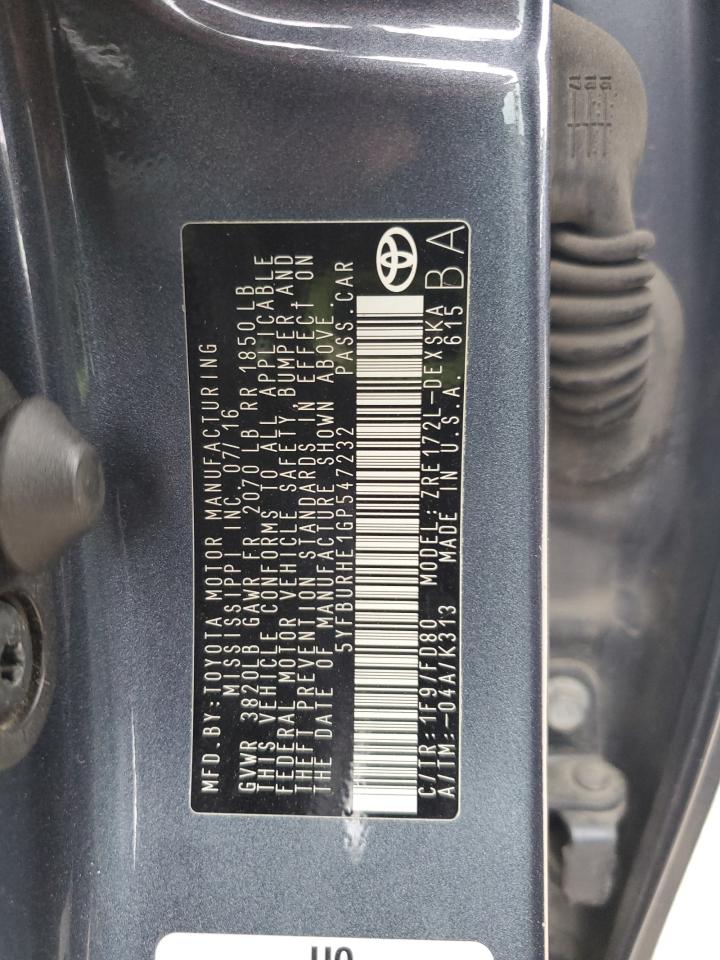 MFD.BY:TOYOTA MOTOR MANUFACTURING
MISSISSIPPI INC. 07/16
GVWR 3820LB GAWR FR 2070 LB RR 1850LB
THIS VEHICLE CONFORMS TO ALL APPLICABLE
FEDERAL MOTOR VEHICLE SAFETY, BUMPER, AND
THEFT PREVENTION STANDARDS IN EFFECT ON
THE DATE OF MANUFACTURE SHOWN ABOVE.
5YFBURHE1GP547232 PASS.CAR
C/TR:1F9/FD80 MODEL:ZRE172L-DEXSKA
A/TM:-04A/K313 MADE IN U.S.A. 615
BA